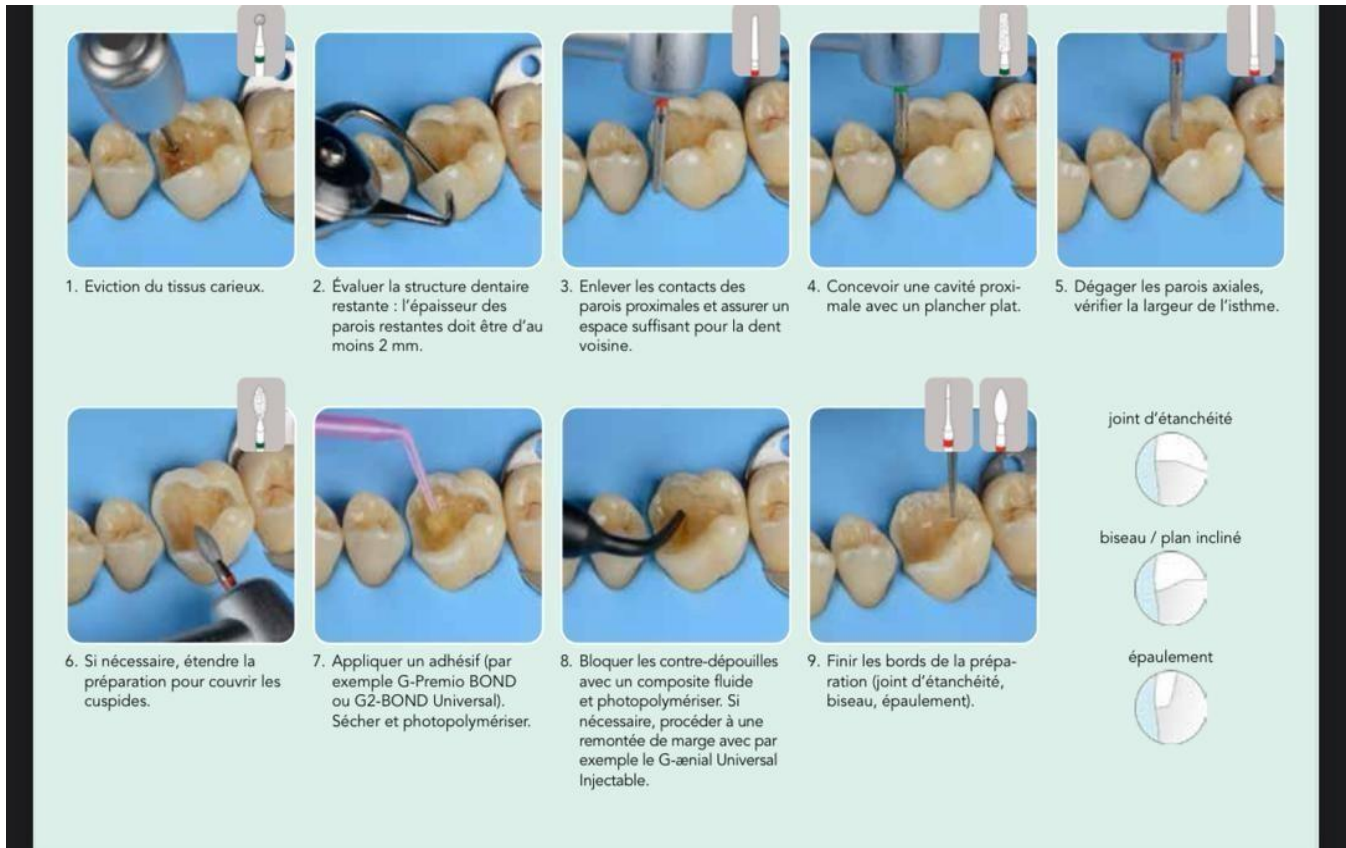 1. Eviction du tissus carieux.
2. Évaluer la structure dentaire
restante : l'épaisseur des
parois restantes doit être d'au
moins 2 mm.
3. Enlever les contacts des
parois proximales et assurer un
espace suffisant pour la dent
voisine.
4. Concevoir une cavité proxi-
male avec un plancher plat.
5. Dégager les parois axiales,
vérifier la largeur de l'isthme.
6. Si nécessaire, étendre la
préparation pour couvrir les
cuspides.
7. Appliquer un adhésif (par
exemple G-Premio BOND
ou G2-BOND Universal).
Sécher et photopolymériser.
8. Bloquer les contre-dépouilles
avec un composite fluide
et photopolymériser. Si
nécessaire, procéder à une
remontée de marge avec par
exemple le G-ænial Universal
Injectable.
9. Finir les bords de la prépa-
ration (joint d'étanchéité,
biseau, épaulement).
joint d'étanchéité
biseau / plan incliné
épaulement